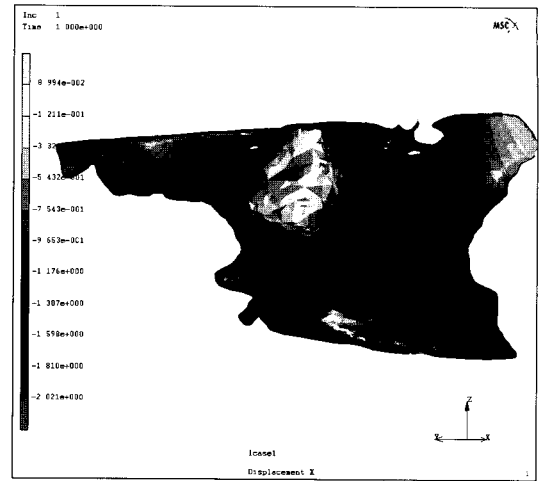 Inc 1
Time 1 000e+000
MSC
8 994e-002
-1 211e-001
-3 32
-5 432e-001
-7 543e-001
-9 653e-001
-1 176e+000
-1 387e+000
-1 598e+000
-1 810e+000
-2 021e+000
Z
X
lcase1
Displacement X
1